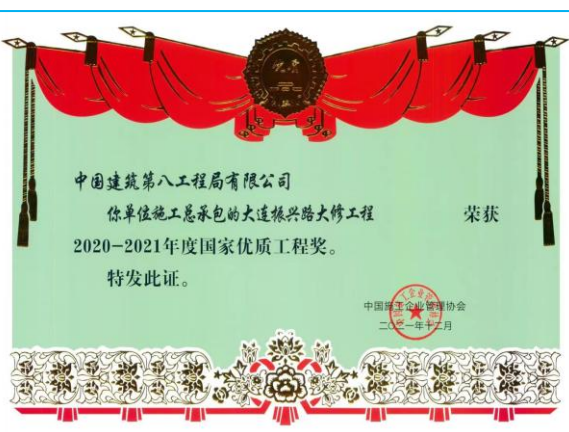 中国建筑第八工程局有限公司
你单位施工总承包的大连振兴路大修工程 荣获
2020-2021年度国家优质工程奖。
特发此证。
中国施工企业管理协会
二〇二一年十二月